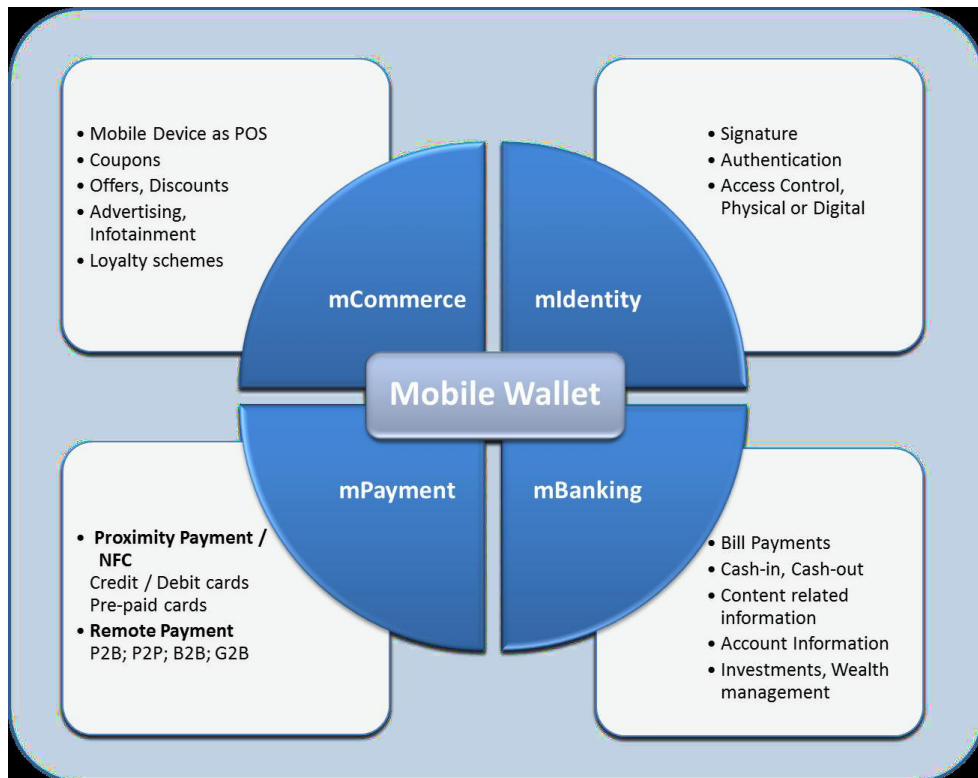 • Mobile Device as POS
• Coupons
• Offers, Discounts
• Advertising,
Infotainment
• Loyalty schemes
• Signature
• Authentication
• Access Control,
Physical or Digital
mCommerce
mIdentity
Mobile Wallet
mPayment
mBanking
• Proximity Payment /
NFC
Credit / Debit cards
Pre-paid cards
• Remote Payment
P2B; P2P; B2B; G2B
• Bill Payments
• Cash-in, Cash-out
• Content related
information
• Account Information
• Investments, Wealth
management